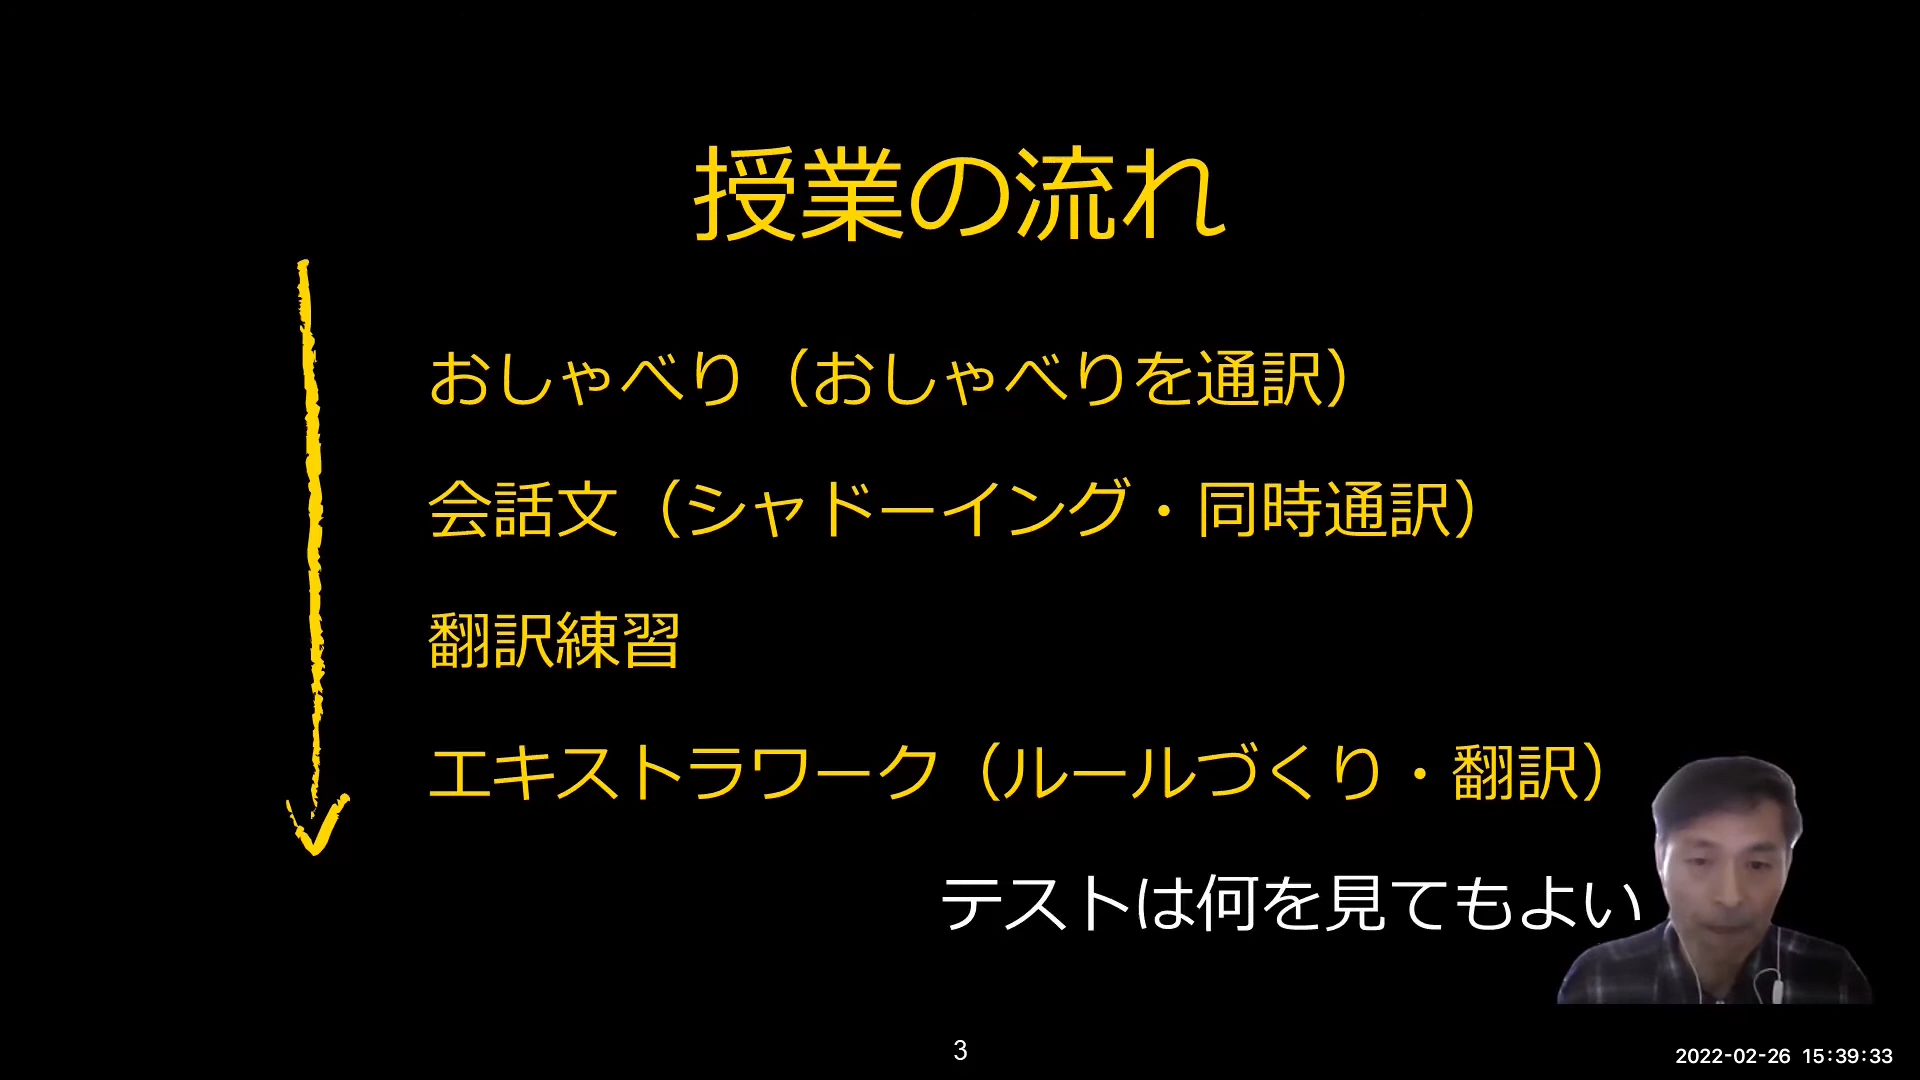 授業の流れ
おしゃべり（おしゃべりを通訳）
会話文（シャドーイング・同時通訳）
翻訳練習
エキストラワーク（ルールづくり・翻訳）
テストは何を見てもよい
3
2022-02-26 15:39:33